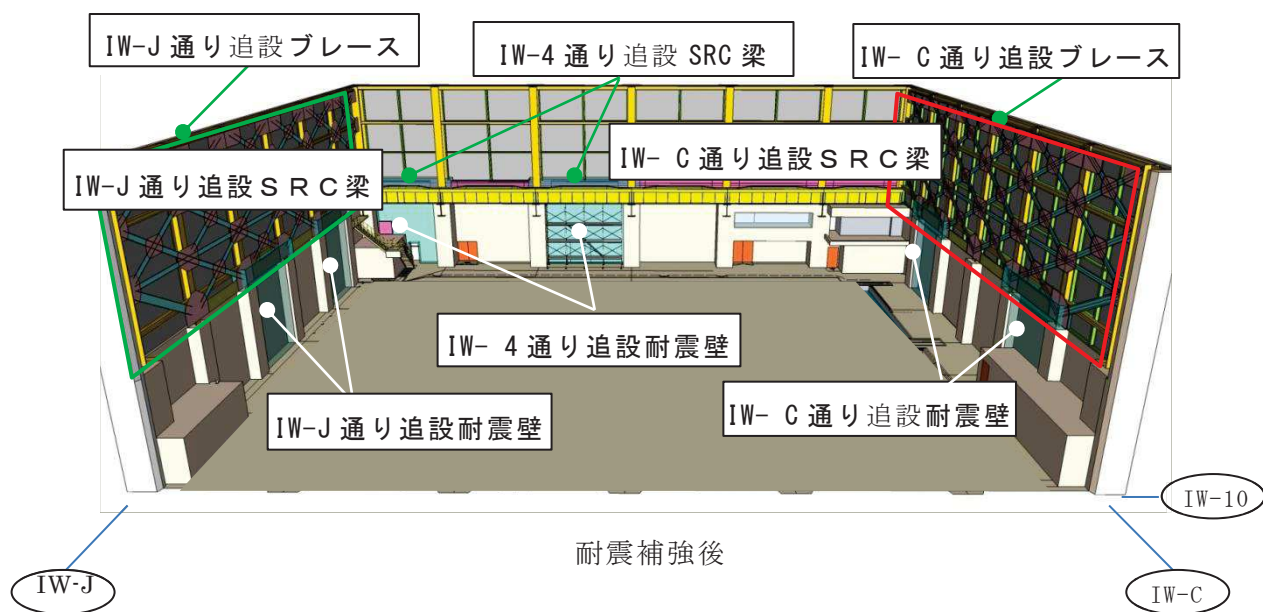 IW-J 通り追設ブレース
IW-4 通り追設 SRC 梁
IW- C 通り追設ブレース
IW-J 通り追設ＳＲＣ梁
IW- C 通り追設ＳＲＣ梁
IW- 4 通り追設耐震壁
IW-J 通り追設耐震壁
IW- C 通り追設耐震壁
IW-10
耐震補強後
IW-J
IW-C